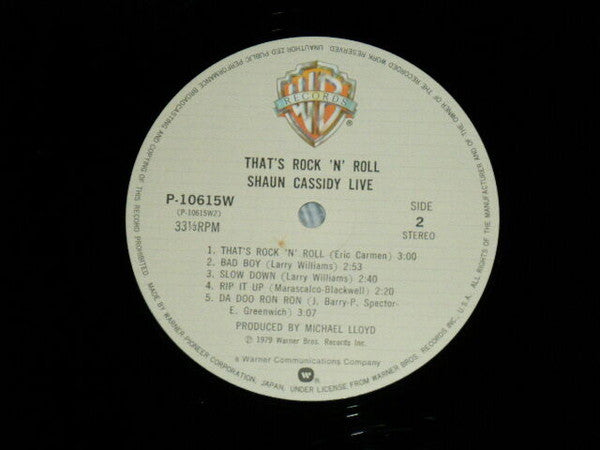 WB
RECORDS
®
THAT'S ROCK 'N' ROLL
SHAUN CASSIDY LIVE
P-10615W
(P-10615W2)
33⅓RPM
SIDE
2
STEREO
1. THAT'S ROCK 'N' ROLL (Eric Carmen) 3:00
2. BAD BOY (Larry Williams) 2:53
3. SLOW DOWN (Larry Williams) 2:40
4. RIP IT UP (Marascalco-Blackwell) 2:20
5. DA DOO RON RON (J. Barry-P. Spector-
E. Greenwich) 3:07
PRODUCED BY MICHAEL LLOYD
Ⓟ 1979 Warner Bros. Records Inc.
a Warner Communications Company
MADE BY WARNER-PIONEER CORPORATION, JAPAN, UNDER LICENSE FROM WARNER BROS. RECORDS INC., U.S.A. ALL RIGHTS OF THE MANUFACTURER AND OF THE OWNER OF THE RECORDED WORK RESERVED. UNAUTHORIZED PUBLIC PERFORMANCE, BROADCASTING AND COPYING OF THIS RECORD PROHIBITED.